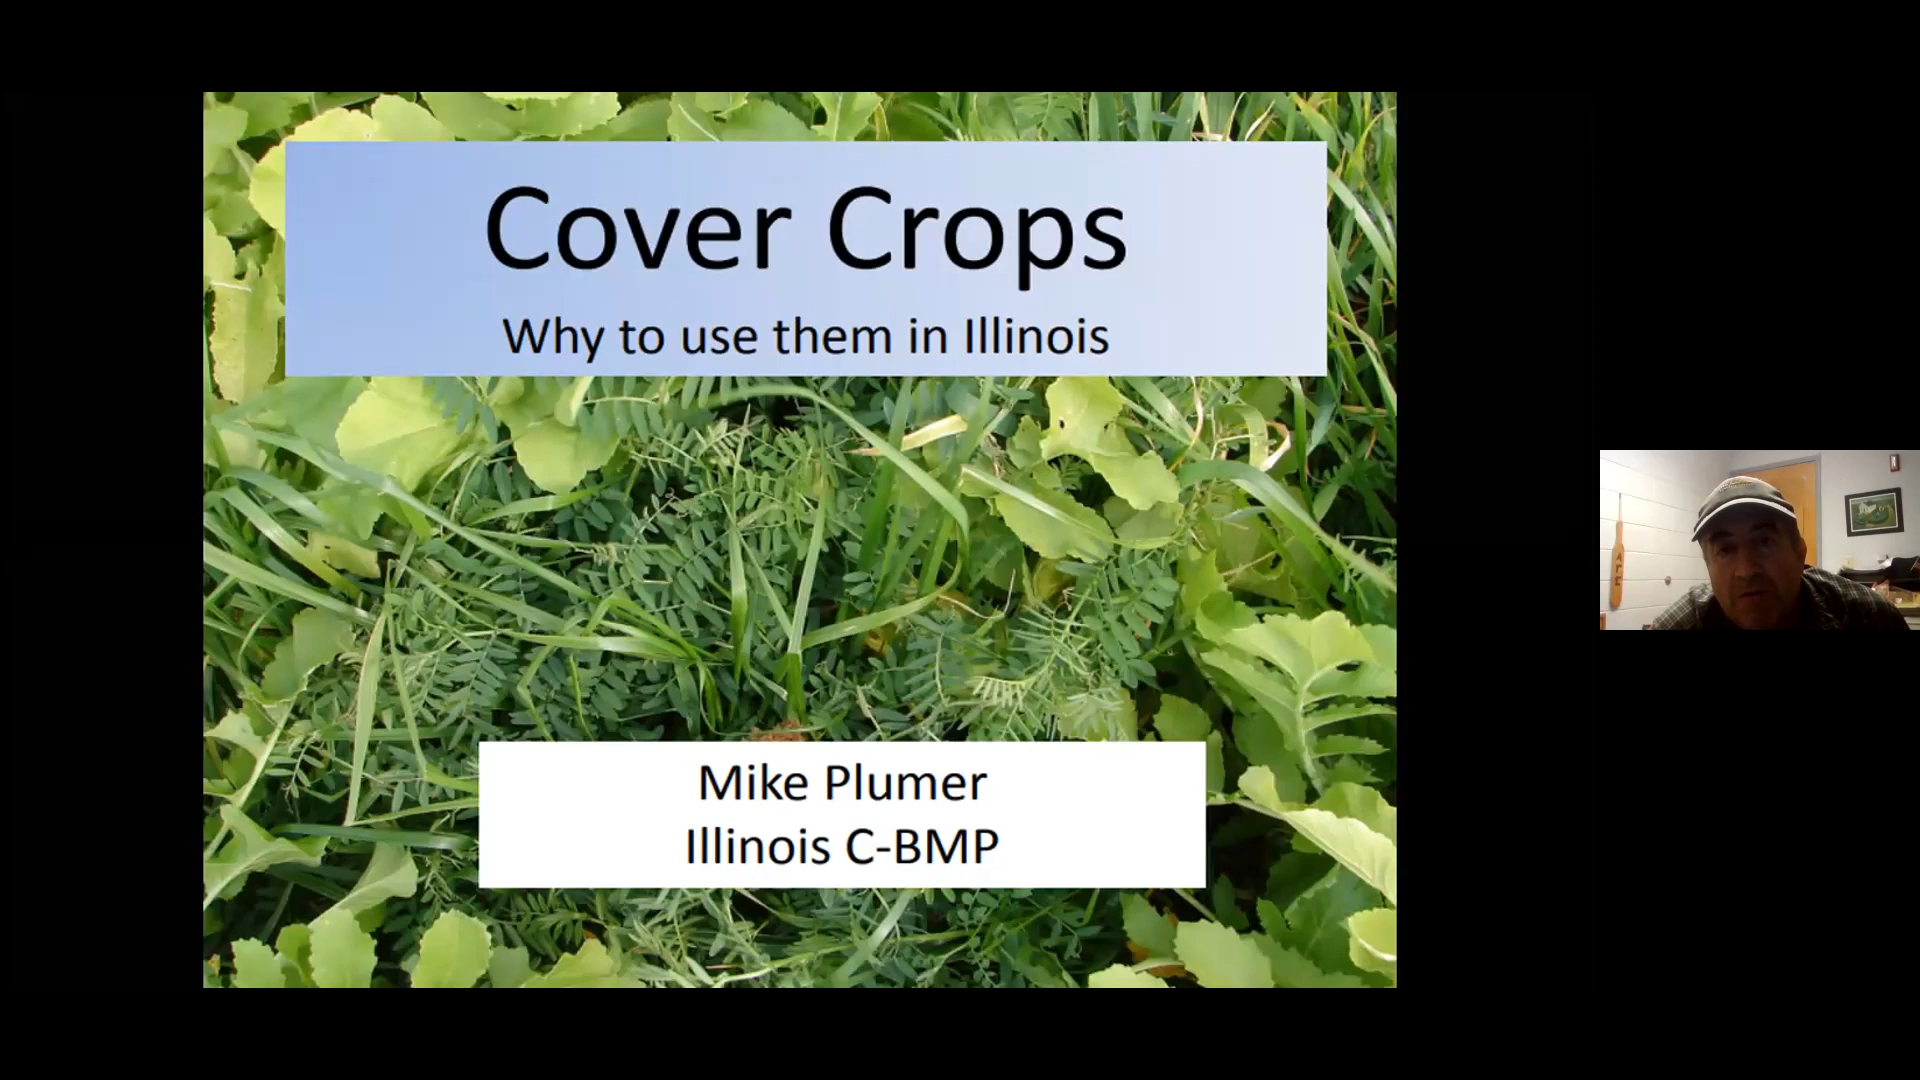 Cover Crops
Why to use them in Illinois
Mike Plumer
Illinois C-BMP